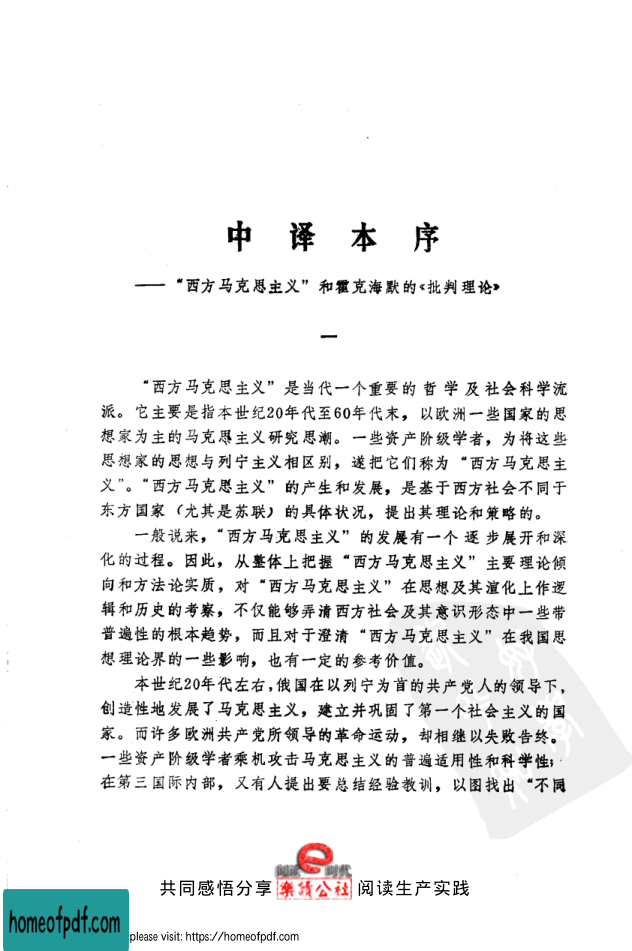 中译本序
——“西方马克思主义”和霍克海默的《批判理论》
一
“西方马克思主义”是当代一个重要的哲学及社会科学流
派。它主要是指本世纪20年代至60年代末，以欧洲一些国家的思
想家为主的马克思主义研究思潮。一些资产阶级学者，为将这些
思想家的思想与列宁主义相区别，遂把它们称为“西方马克思主
义”。“西方马克思主义”的产生和发展，是基于西方社会不同于
东方国家（尤其是苏联）的具体状况，提出其理论和策略的。
一般说来，“西方马克思主义”的发展有一个逐步展开和深
化的过程。因此，从整体上把握“西方马克思主义”主要理论倾
向和方法论实质，对“西方马克思主义”在思想及其演化上作逻
辑和历史的考察，不仅能够弄清西方社会及其意识形态中一些带
普遍性的根本趋势，而且对于澄清“西方马克思主义”在我国思
想理论界的一些影响，也有一定的参考价值。
本世纪20年代左右，俄国在以列宁为首的共产党人的领导下，
创造性地发展了马克思主义，建立并巩固了第一个社会主义的国
家。而许多欧洲共产党所领导的革命运动，却相继以失败告终。
一些资产阶级学者乘机攻击马克思主义的普遍适用性和科学性；
在第三国际内部，又有人提出要总结经验教训，以图找出“不同
阅读 时代
共同感悟分享 乐读公社 阅读生产实践
homeofpdf.com
please visit: https://homeofpdf.com